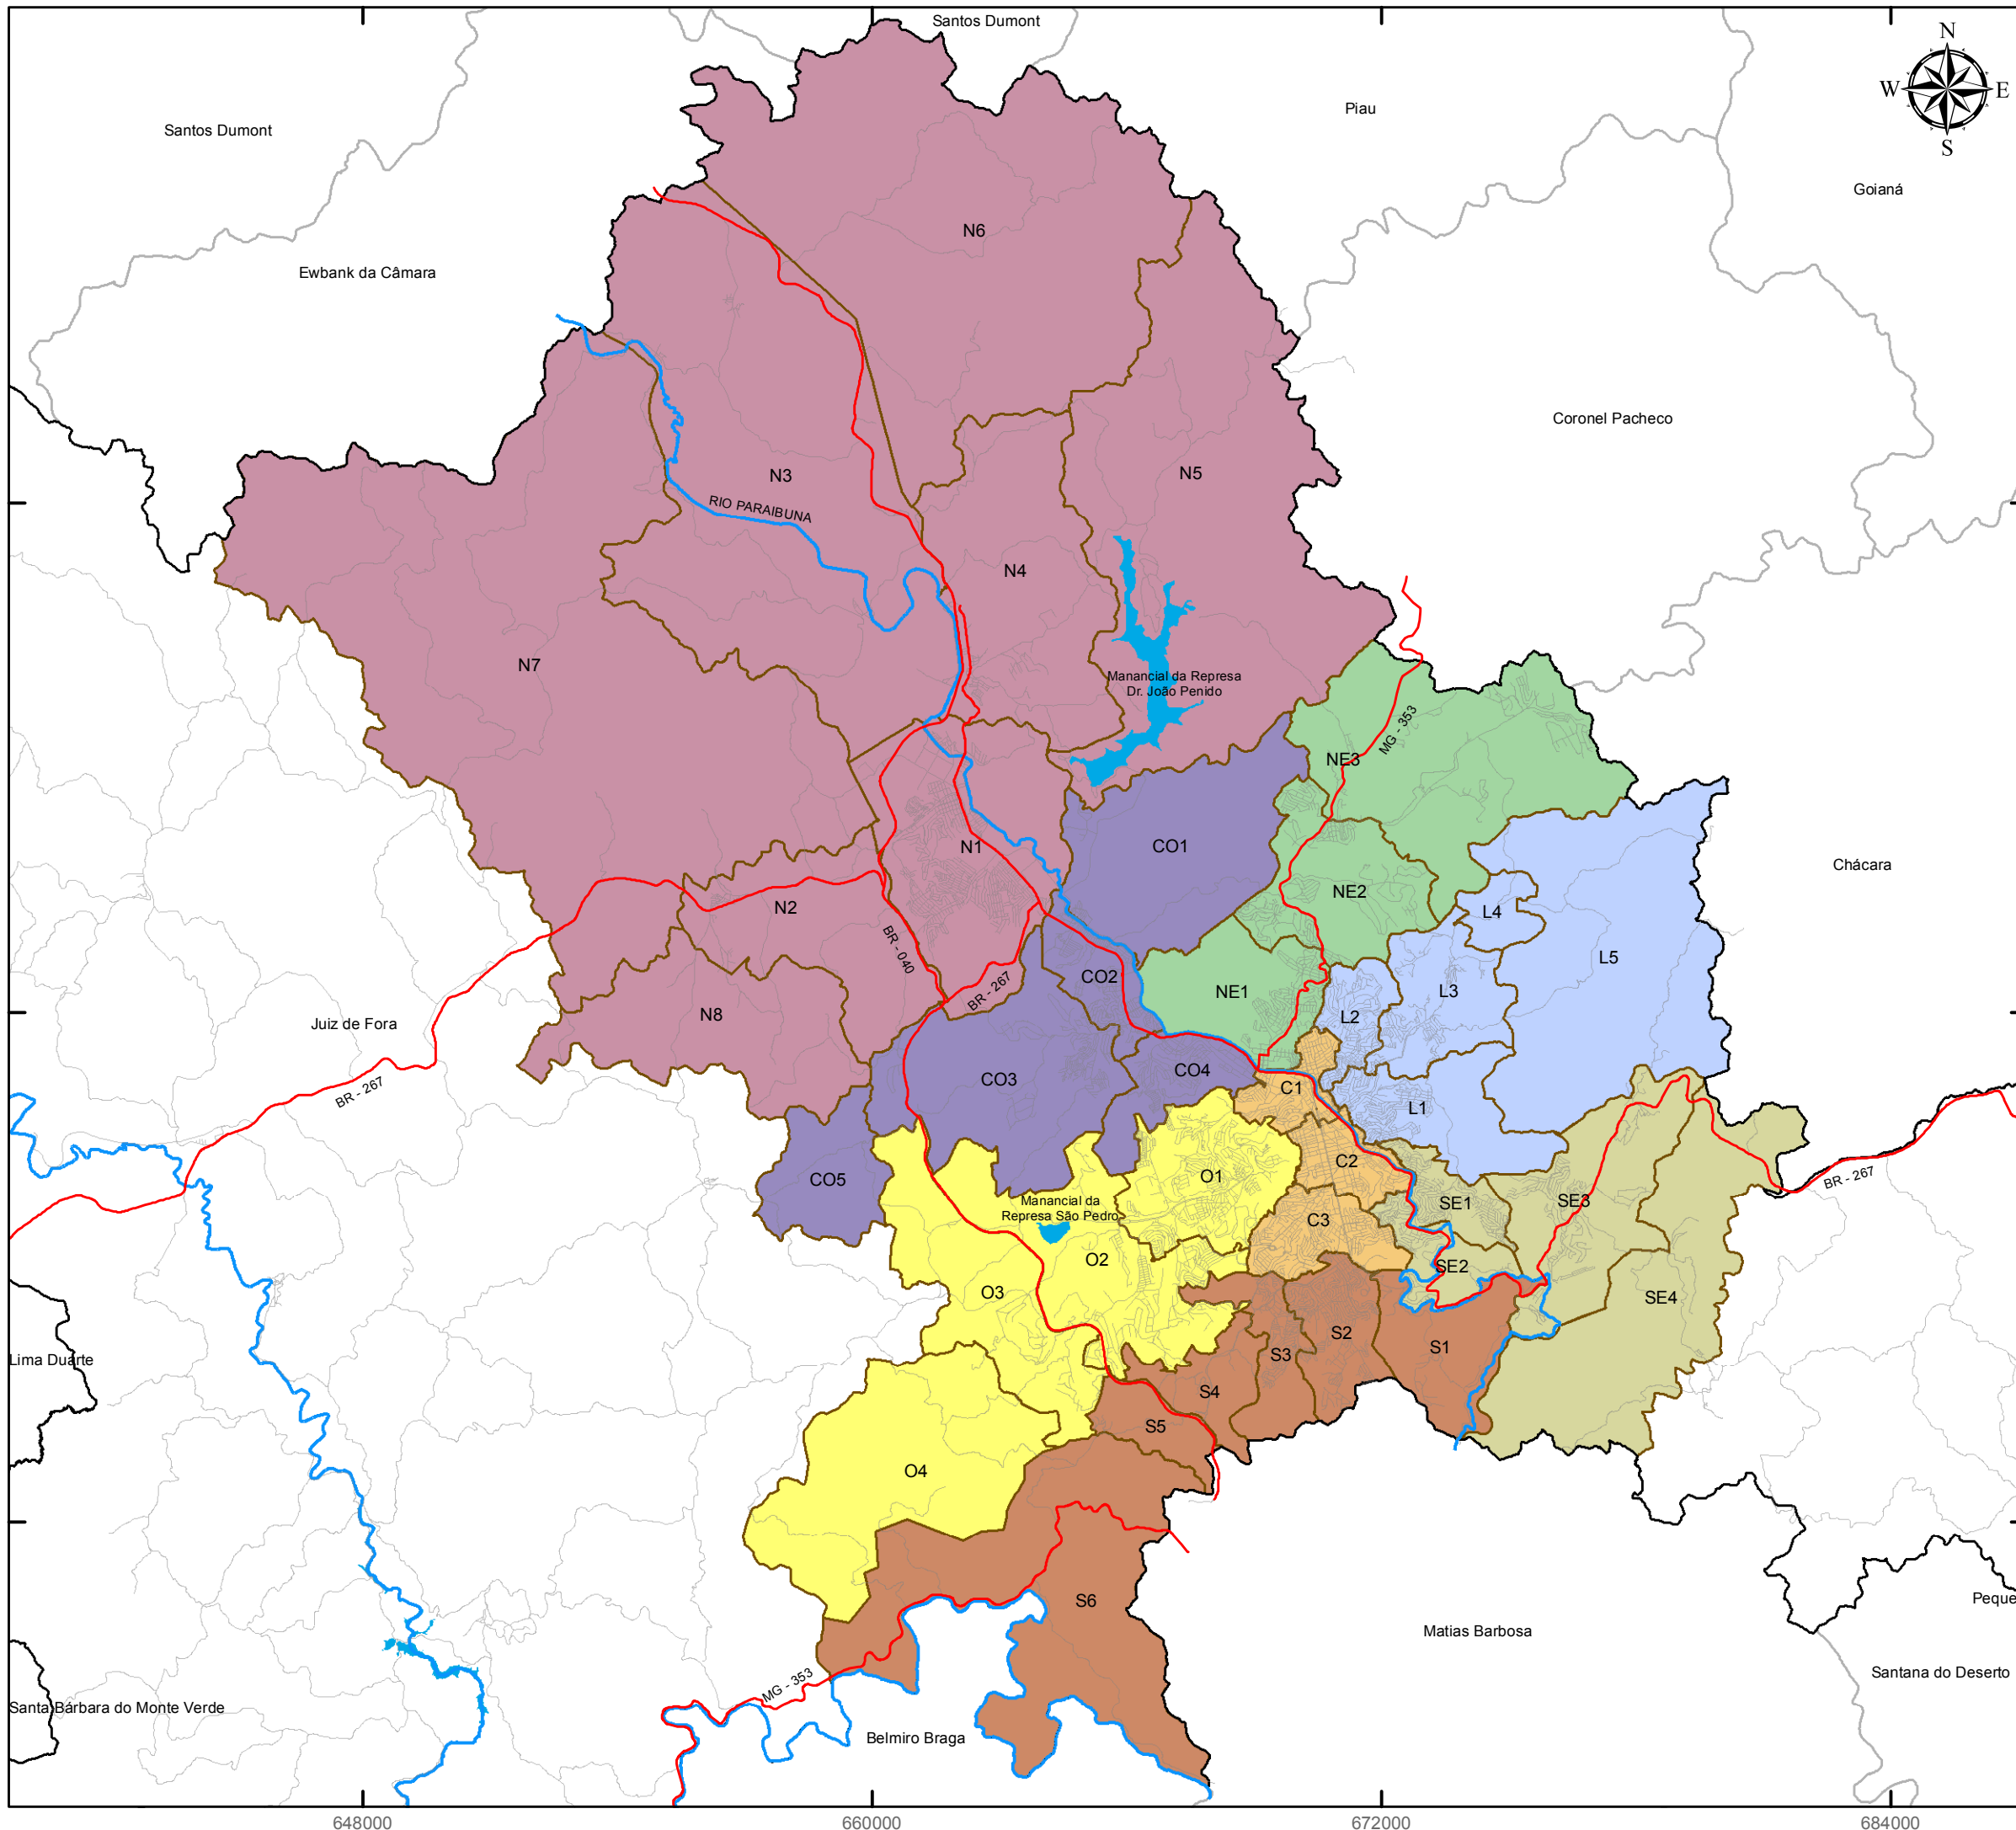 Santos Dumont
N
W
E
S
Piau
Santos Dumont
Goianá
N6
Ewbank da Câmara
Coronel Pacheco
N3
N5
RIO PARAIBUNA
N4
N7
Manancial da Represa
Dr. João Penido
MG - 353
NE3
N1
CO1
Chácara
NE2
N2
L4
BR - 040
L5
CO2
BR - 267
NE1
L3
N8
L2
Juiz de Fora
CO3
CO4
C1
BR - 267
L1
C2
O1
CO5
BR - 267
Manancial da
Represa São Pedro
SE1
SE3
C3
O2
SE2
O3
SE4
S2
S1
S3
Lima Duarte
S4
S5
O4
S6
Peque
Matias Barbosa
Santana do Deserto
MG - 353
Santa Bárbara do Monte Verde
Belmiro Braga
648000
660000
672000
684000